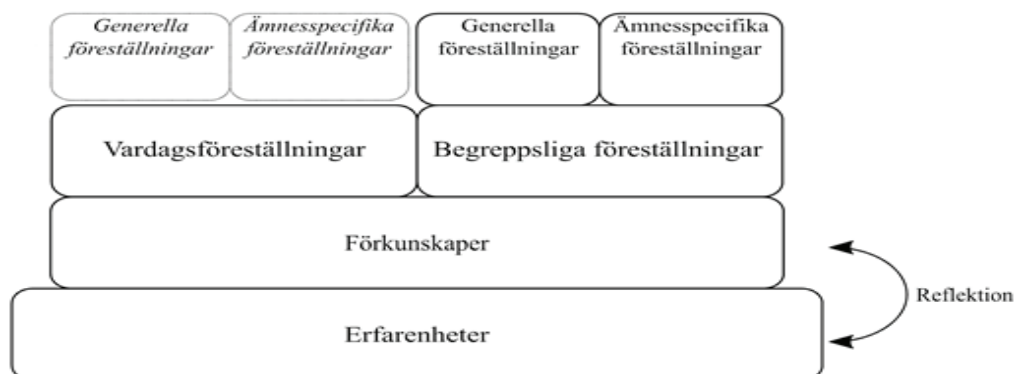 Generella
föreställningar
Ämnesspecifika
föreställningar
Generella
föreställningar
Ämnesspecifika
föreställningar
Vardagsföreställningar
Begreppsliga föreställningar
Förkunskaper
Reflektion
Erfarenheter